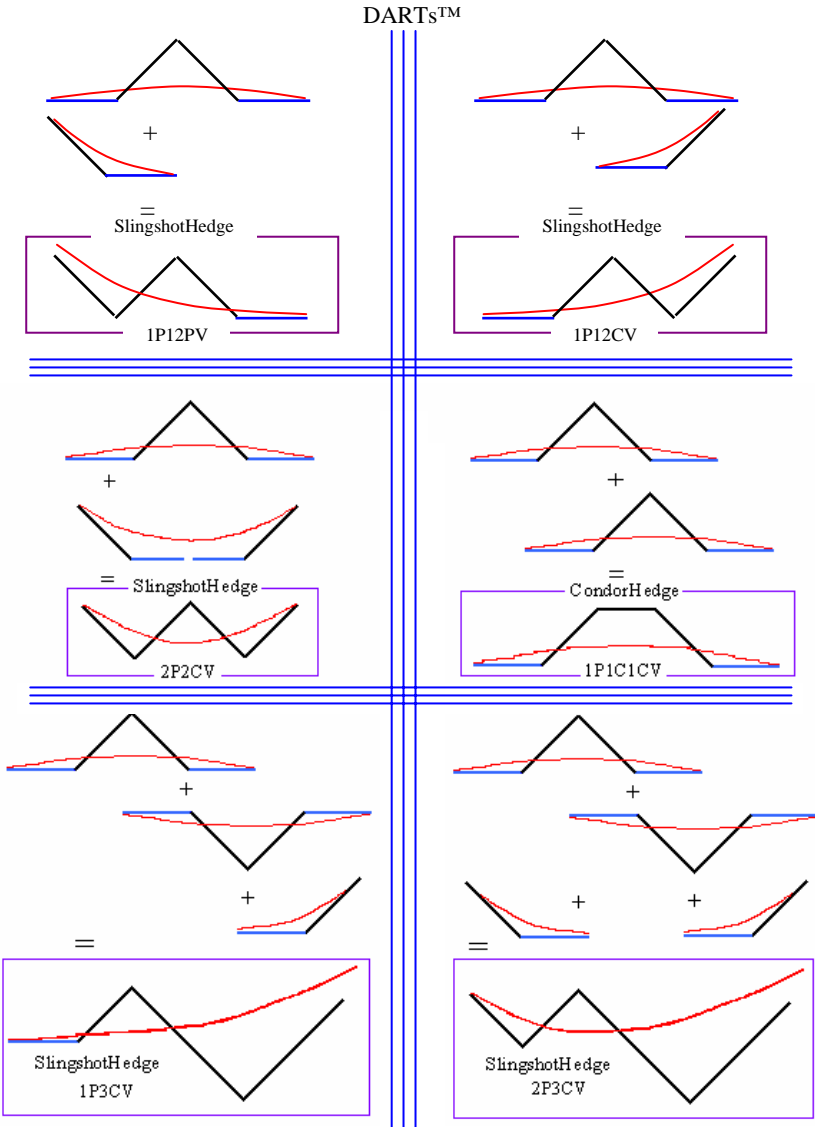 DARTs™
+
=
SlingshotHedge
1P12PV
+
=
SlingshotHedge
1P12CV
+
=
SlingshotHedge
2P2CV
+
=
CondorHedge
1P1C1CV
+
+
=
SlingshotHedge
1P3CV
+
+
+
=
SlingshotHedge
2P3CV